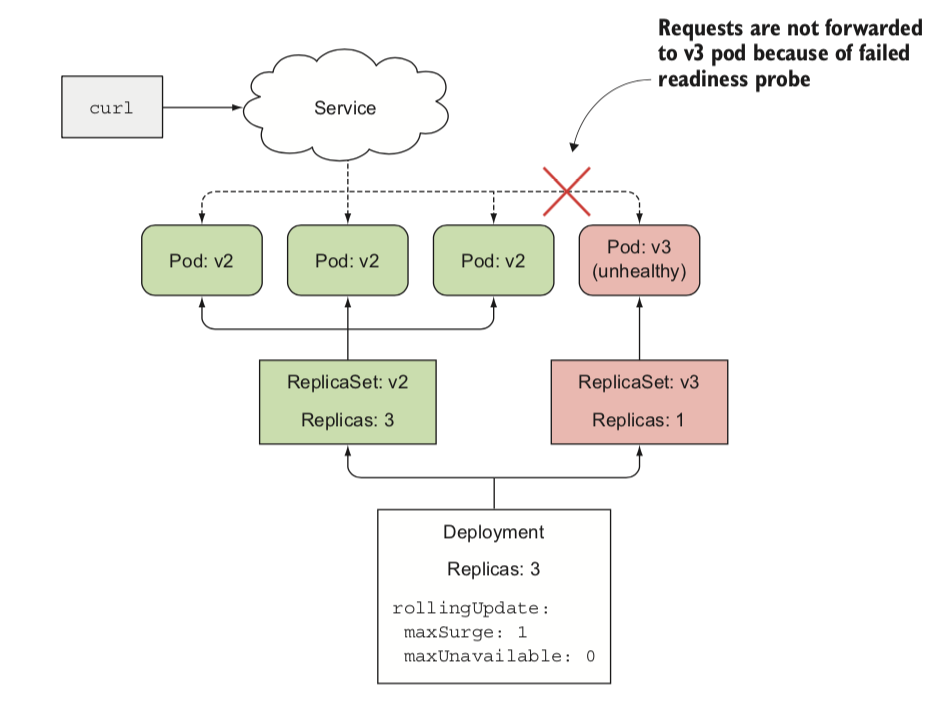 Requests are not forwarded
to v3 pod because of failed
readiness probe
curl
Service
Pod: v2
Pod: v2
Pod: v2
Pod: v3
(unhealthy)
ReplicaSet: v2
Replicas: 3
ReplicaSet: v3
Replicas: 1
Deployment
Replicas: 3
rollingUpdate:
maxSurge: 1
maxUnavailable: 0